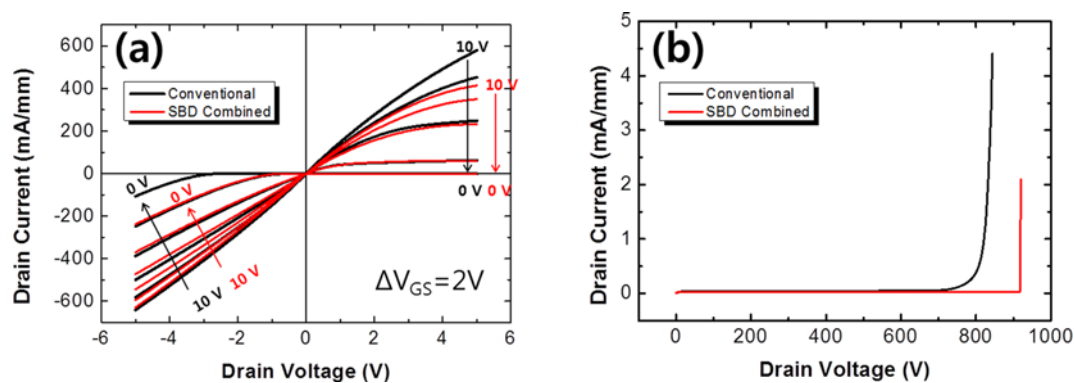 (a)
Conventional
SBD Combined
10 V
10 V
0 V
0 V
0 V
0 V
10 V
10 V
ΔV_GS=2V
600
400
200
0
-200
-400
-600
-6 -4 -2 0 2 4 6
Drain Current (mA/mm)
Drain Voltage (V)
(b)
Conventional
SBD Combined
5
4
3
2
1
0
0 200 400 600 800 1000
Drain Current (mA/mm)
Drain Voltage (V)